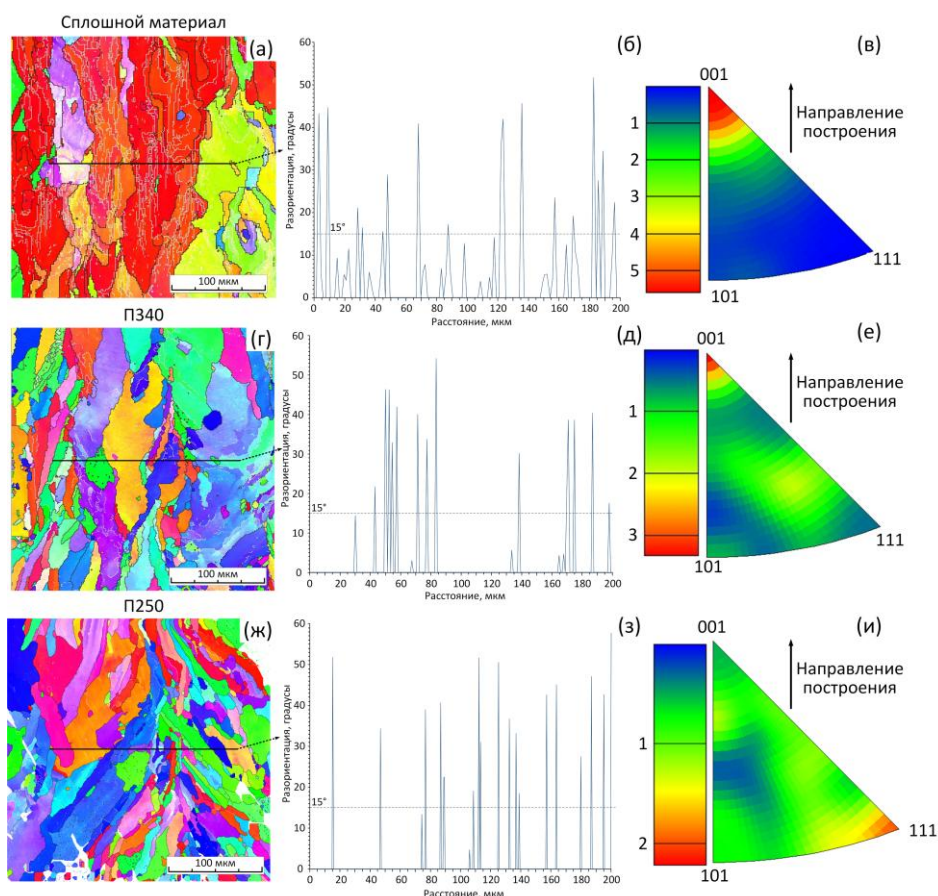 Сплошной материал
(а)
100 мкм
Разориентация, градусы
60
50
40
30
20
10
0
15°
0 20 40 60 80 100 120 140 160 180 200
Расстояние, мкм
(б)
(в)
001
1
2
3
4
5
Направление
построения
111
101
П340
(г)
100 мкм
Разориентация, градусы
60
50
40
30
20
10
0
15°
0 20 40 60 80 100 120 140 160 180 200
Расстояние, мкм
(д)
(е)
001
1
2
3
Направление
построения
111
101
П250
(ж)
100 мкм
Разориентация, градусы
60
50
40
30
20
10
0
15°
0 20 40 60 80 100 120 140 160 180 200
Расстояние, мкм
(з)
(и)
001
1
2
Направление
построения
111
101